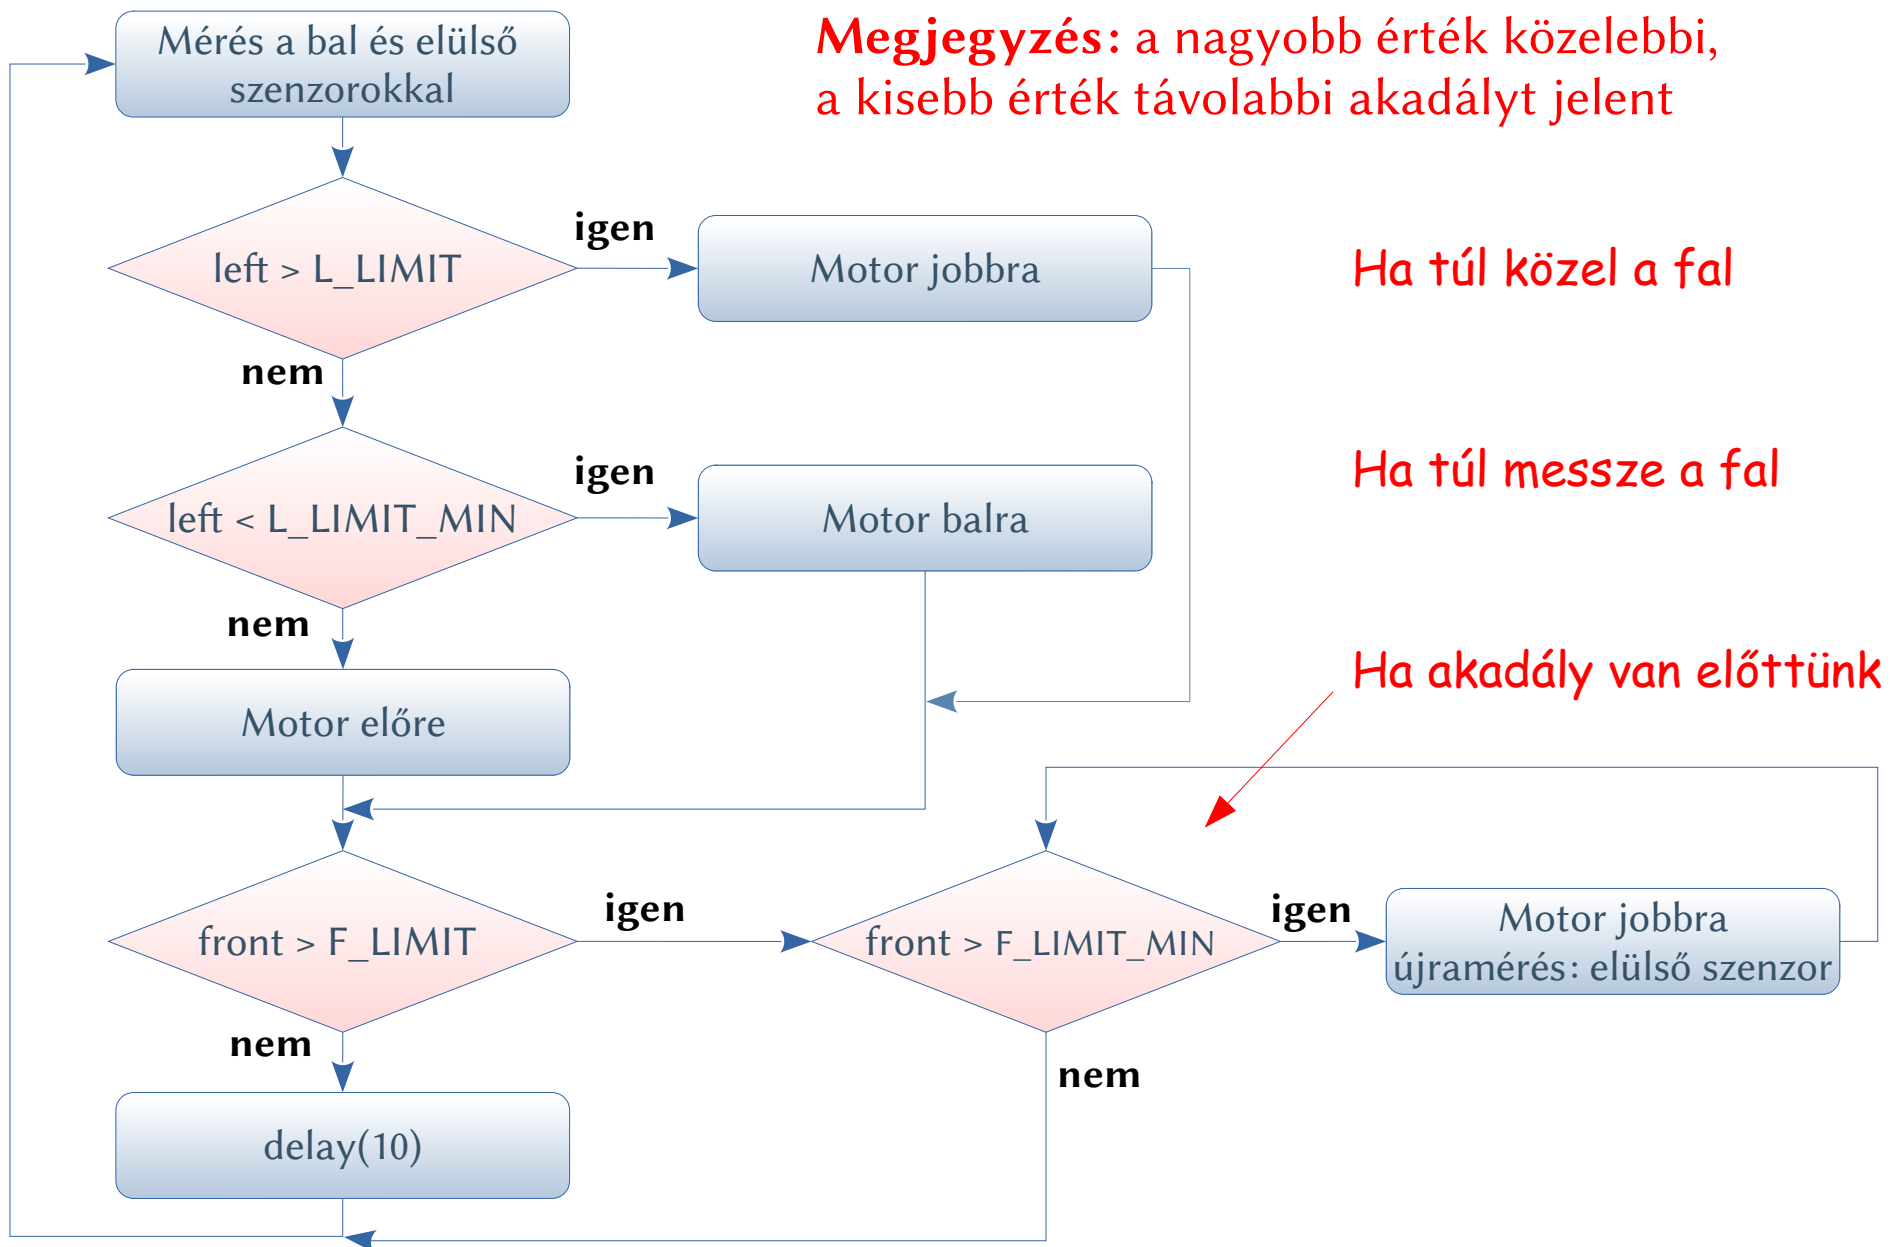 Mérés a bal és elülső
szenzorokkal
Megjegyzés: a nagyobb érték közelebbi,
a kisebb érték távolabbi akadályt jelent
left > L_LIMIT
igen
Motor jobbra
Ha túl közel a fal
nem
left < L_LIMIT_MIN
igen
Motor balra
Ha túl messze a fal
nem
Motor előre
Ha akadály van előttünk
front > F_LIMIT
igen
front > F_LIMIT_MIN
igen
Motor jobbra
újramérés: elülső szenzor
nem
nem
delay(10)